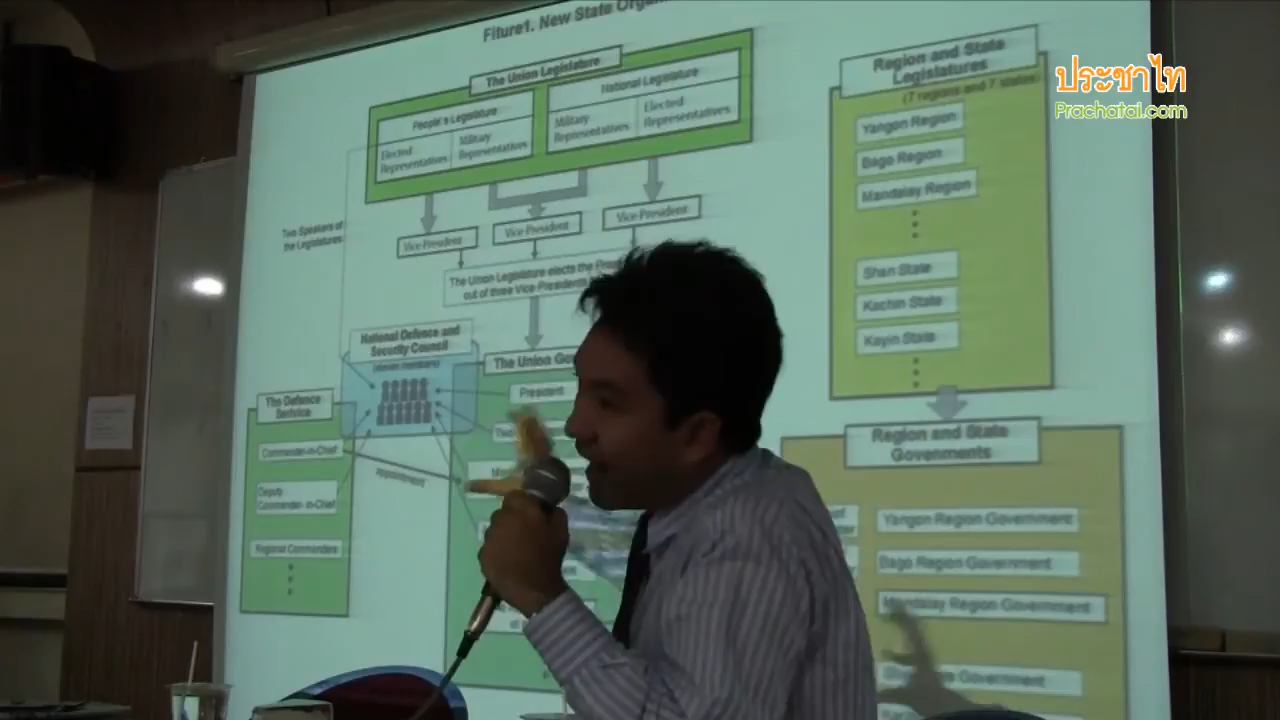 Fiture1. New State
The Union Legislature
People's Legislature
Elected
Representatives
Military
Representatives
National Legislature
Military
Representatives
Elected
Representatives
Two Speakers of
the Legislatures
Vice-President
Vice-President
Vice-President
The Union Legislature elects the
out of three Vice-Presidents
National Defence and
Security Council
(eleven members)
The Union
President
The Defence
Service
Commander-in-Chief
Deputy
Commander-in-Chief
Regional Commanders
Appointment
Region and State
Legislatures
(7 regions and 7 states)
Yangon Region
Bago Region
Mandalay Region
Shan State
Kachin State
Kayin State
Region and State
Govenments
Yangon Region Government
Bago Region Government
Mandalay Region Government
Government
ประชาไท
Prachatai.com